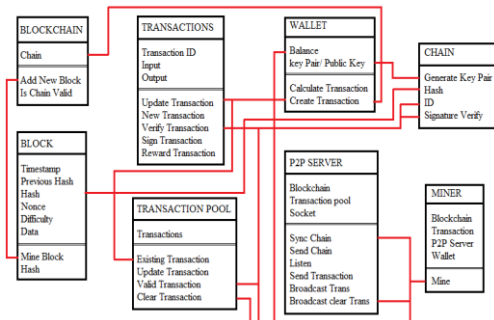 BLOCKCHAIN
Chain
Add New Block
Is Chain Valid
TRANSACTIONS
Transaction ID
Input
Output
Update Transaction
New Transaction
Verify Transaction
Sign Transaction
Reward Transaction
WALLET
Balance
key Pair/ Public Key
Calculate Transaction
Create Transaction
CHAIN
Generate Key Pair
Hash
ID
Signature Verify
BLOCK
Timestamp
Previous Hash
Hash
Nonce
Difficulty
Data
Mine Block
Hash
TRANSACTION POOL
Transactions
Existing Transaction
Update Transaction
Valid Transaction
Clear Transaction
P2P SERVER
Blockchain
Transaction pool
Socket
Sync Chain
Send Chain
Listen
Send Transaction
Broadcast Trans
Broadcast clear Trans
MINER
Blockchain
Transaction
P2P Server
Wallet
Mine